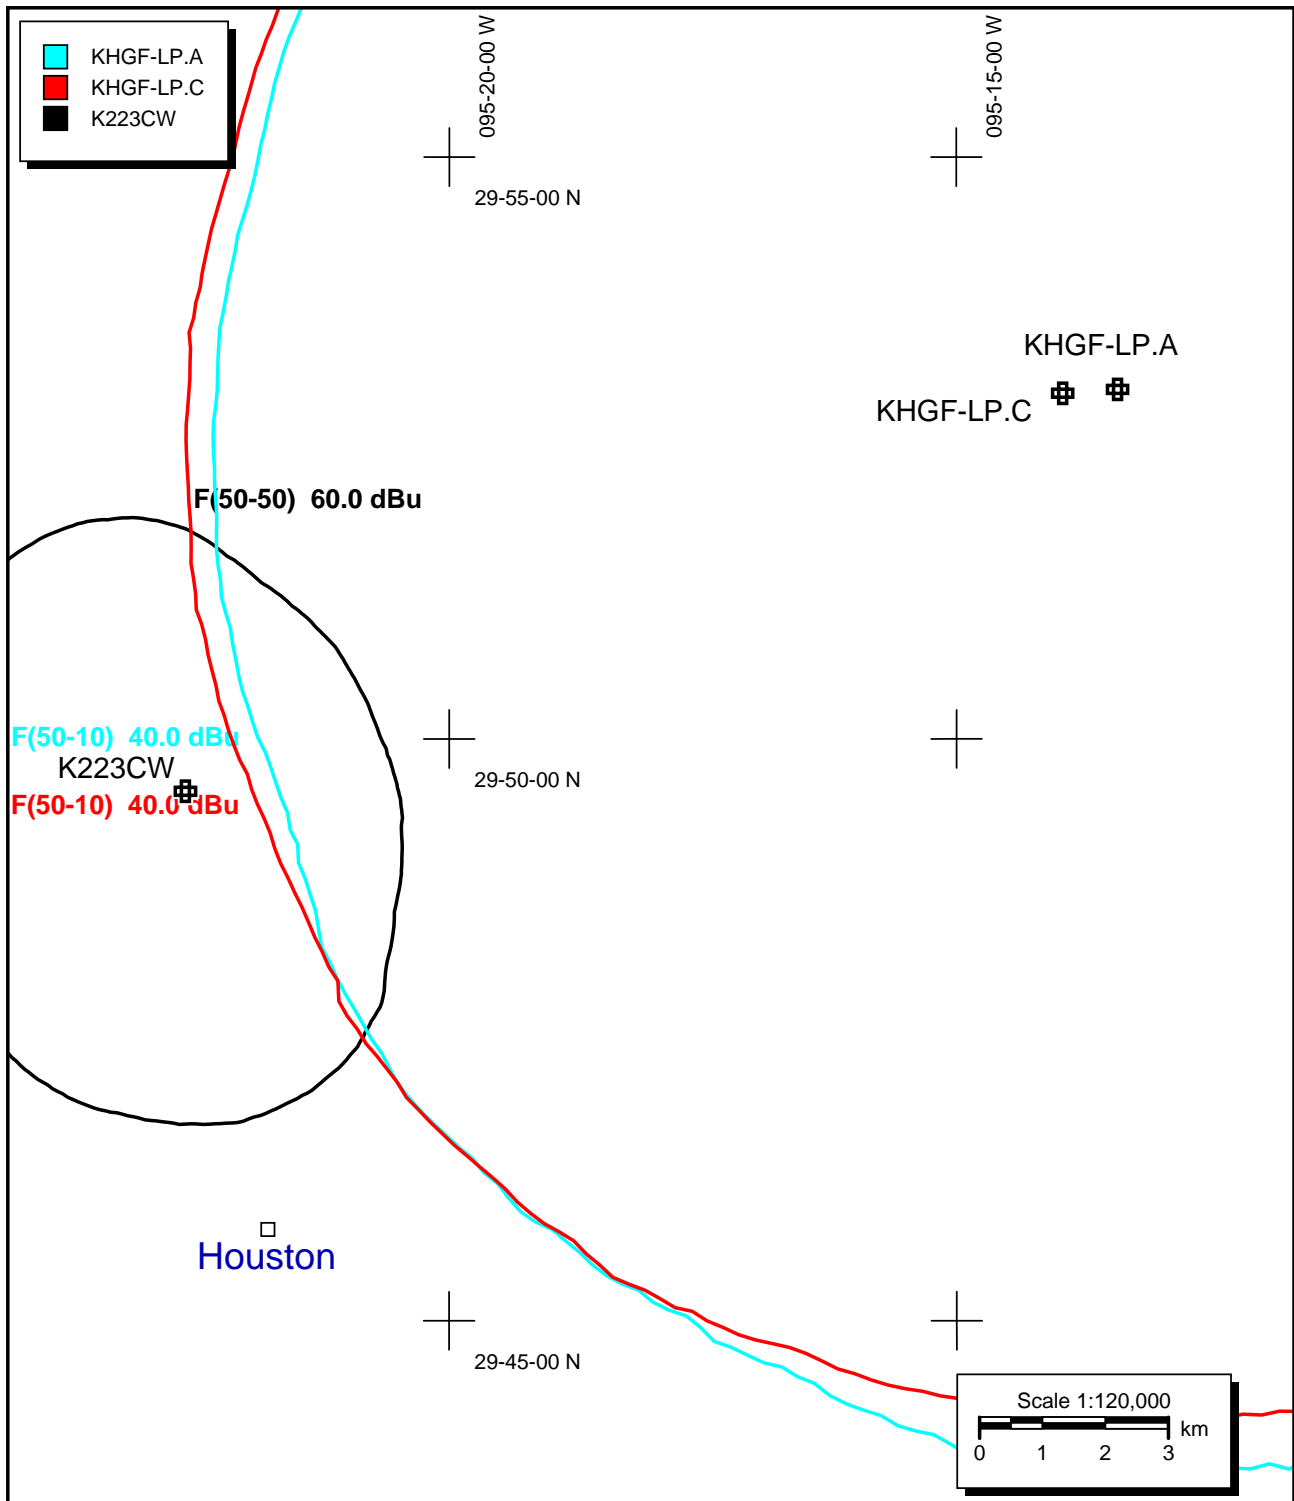 KHGF-LP.A
KHGF-LP.C
K223CW
095-20-00 W
095-15-00 W
29-55-00 N
KHGF-LP.A
KHGF-LP.C
F(50-50) 60.0 dBu
F(50-10) 40.0 dBu
K223CW
F(50-10) 40.0 dBu
29-50-00 N
Houston
29-45-00 N
Scale 1:120,000
km
0 1 2 3